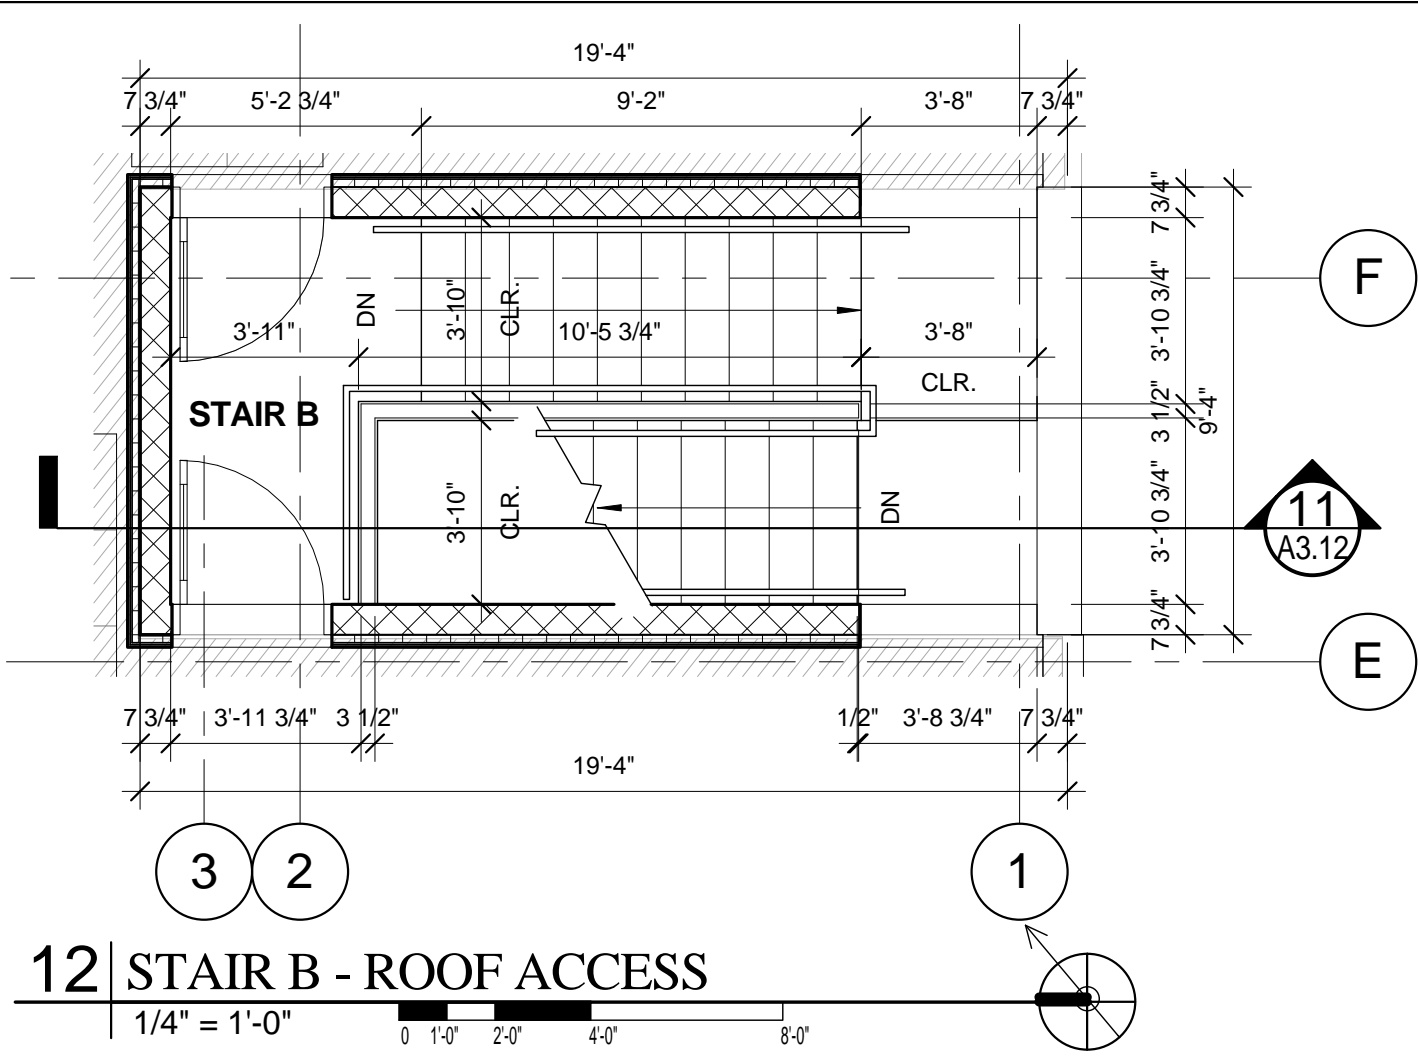 19'-4"
7 3/4" 5'-2 3/4" 9'-2" 3'-8" 7 3/4"
7 3/4"
3'-10 3/4"
3 1/2"
3'-10 3/4"
7 3/4"
9'-4"
F
DN
3'-10"
CLR.
3'-11" 10'-5 3/4" 3'-8"
CLR.
STAIR B
3'-10"
CLR.
DN
11
A3.12
E
7 3/4" 3'-11 3/4" 3 1/2" 1/2" 3'-8 3/4" 7 3/4"
19'-4"
3 2 1
12 STAIR B - ROOF ACCESS
1/4" = 1'-0"
0 1'-0" 2'-0" 4'-0" 8'-0"